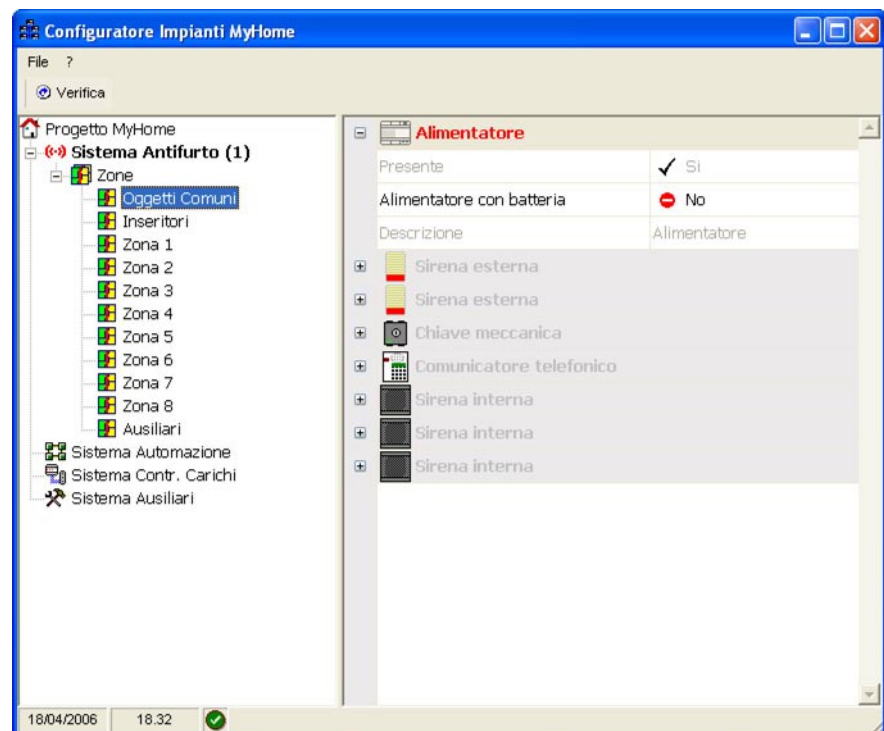 Configuratore Impianti MyHome
File ?
Verifica
Progetto MyHome
Sistema Antifurto (1)
Zone
Oggetti Comuni
Inseritori
Zona 1
Zona 2
Zona 3
Zona 4
Zona 5
Zona 6
Zona 7
Zona 8
Ausiliari
Sistema Automazione
Sistema Contr. Carichi
Sistema Ausiliari
Alimentatore
Presente Si
Alimentatore con batteria No
Descrizione Alimentatore
Sirena esterna
Sirena esterna
Chiave meccanica
Comunicatore telefonico
Sirena interna
Sirena interna
Sirena interna
18/04/2006 18.32